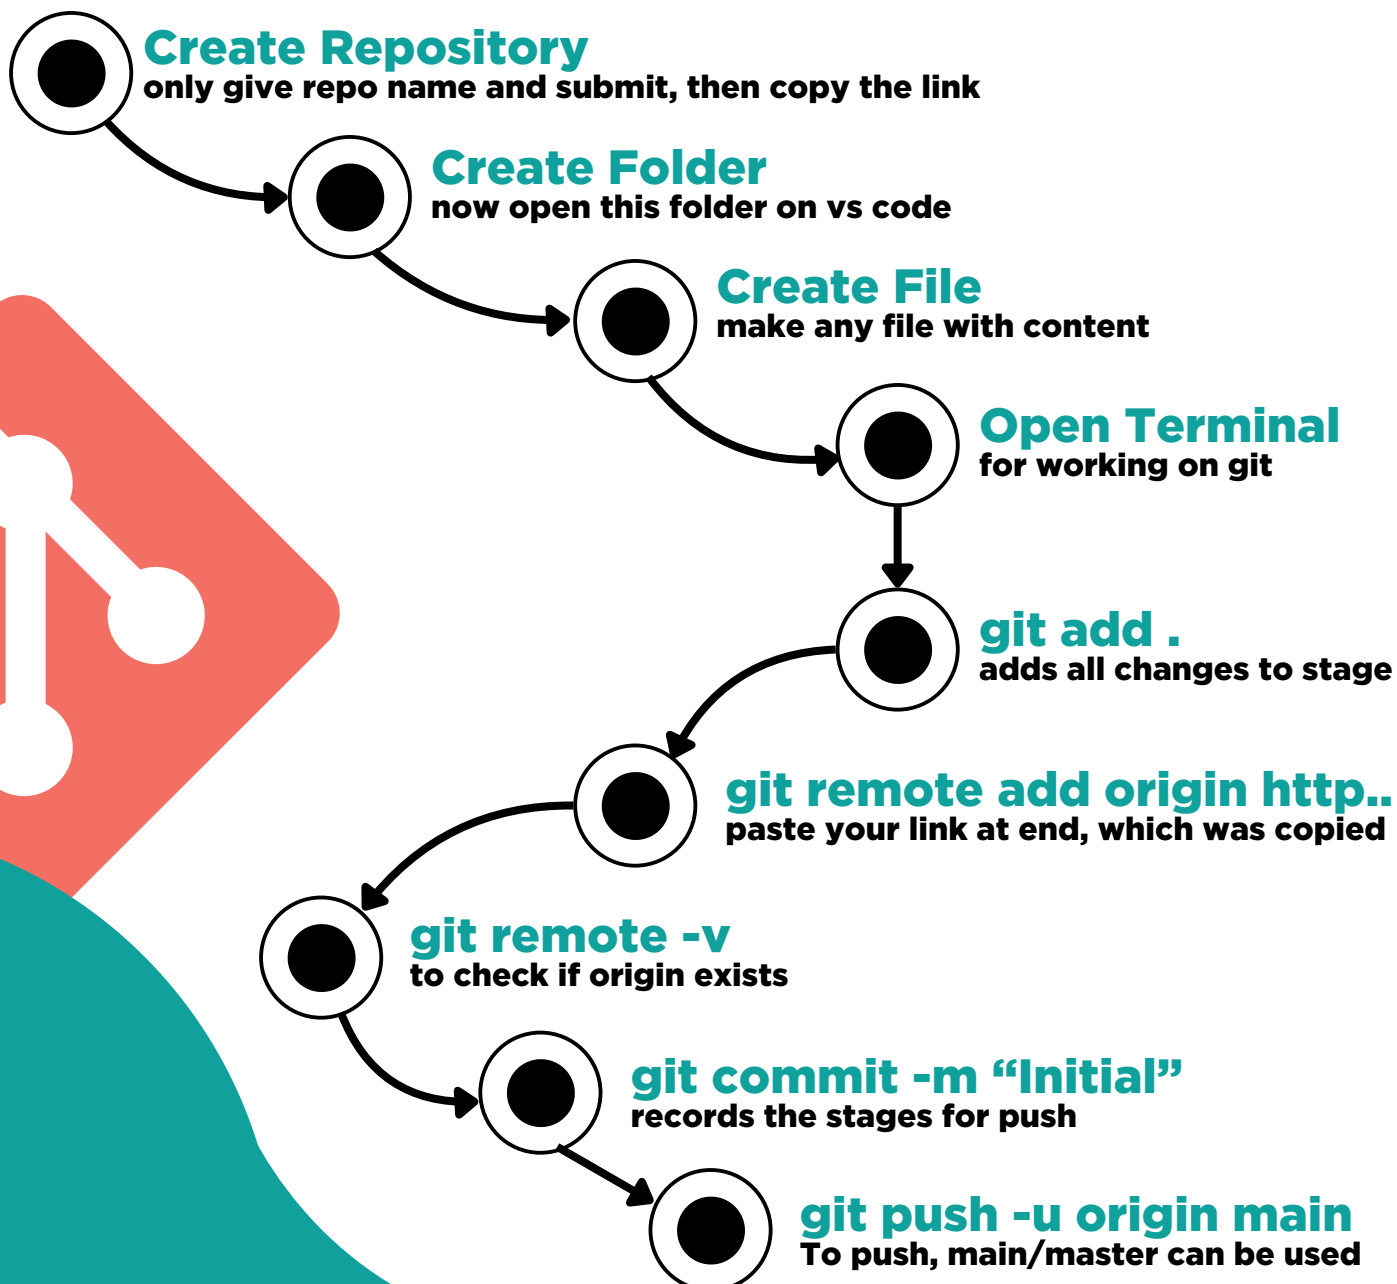 Create Repository
only give repo name and submit, then copy the link
Create Folder
now open this folder on vs code
Create File
make any file with content
Open Terminal
for working on git
git add .
adds all changes to stage
git remote add origin http..
paste your link at end, which was copied
git remote -v
to check if origin exists
git commit -m “Initial”
records the stages for push
git push -u origin main
To push, main/master can be used